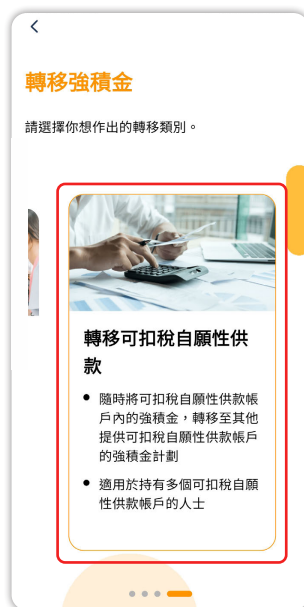 轉移強積金
請選擇你想作出的轉移類別。
轉移可扣稅自願性供
款
隨時將可扣稅自願性供款帳
戶內的強積金，轉移至其他
提供可扣稅自願性供款帳戶
的強積金計劃
適用於持有多個可扣稅自願
性供款帳戶的人士